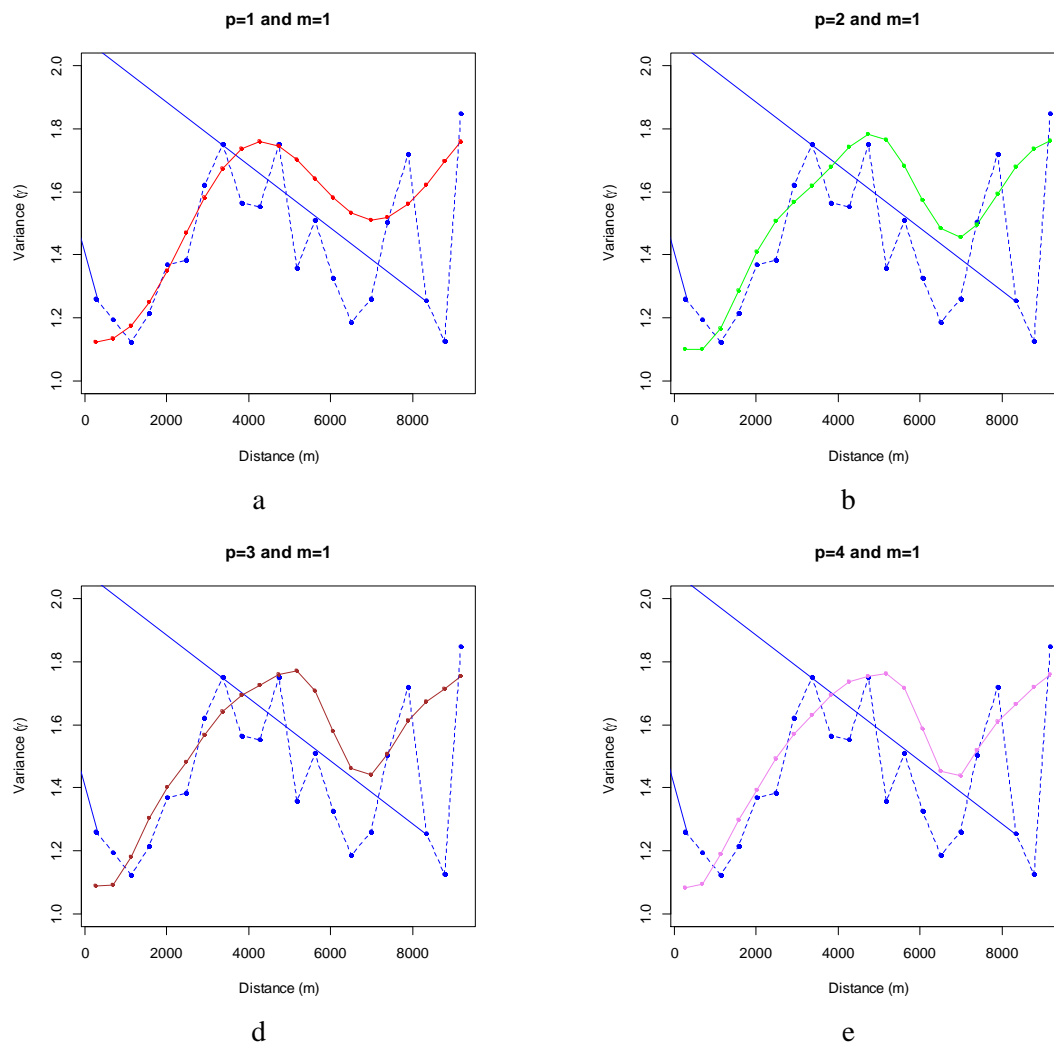 p=1 and m=1
p=2 and m=1
Variance (γ)
1.0 1.2 1.4 1.6 1.8 2.0
0 2000 4000 6000 8000
Distance (m)
a
Variance (γ)
1.0 1.2 1.4 1.6 1.8 2.0
0 2000 4000 6000 8000
Distance (m)
b
p=3 and m=1
p=4 and m=1
Variance (γ)
1.0 1.2 1.4 1.6 1.8 2.0
0 2000 4000 6000 8000
Distance (m)
d
Variance (γ)
1.0 1.2 1.4 1.6 1.8 2.0
0 2000 4000 6000 8000
Distance (m)
e